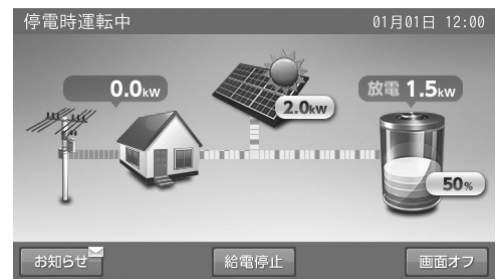 停電時運転中 01月01日 12:00
0.0kw
2.0kw
放電 1.5kw
50%
お知らせ 給電停止 画面オフ